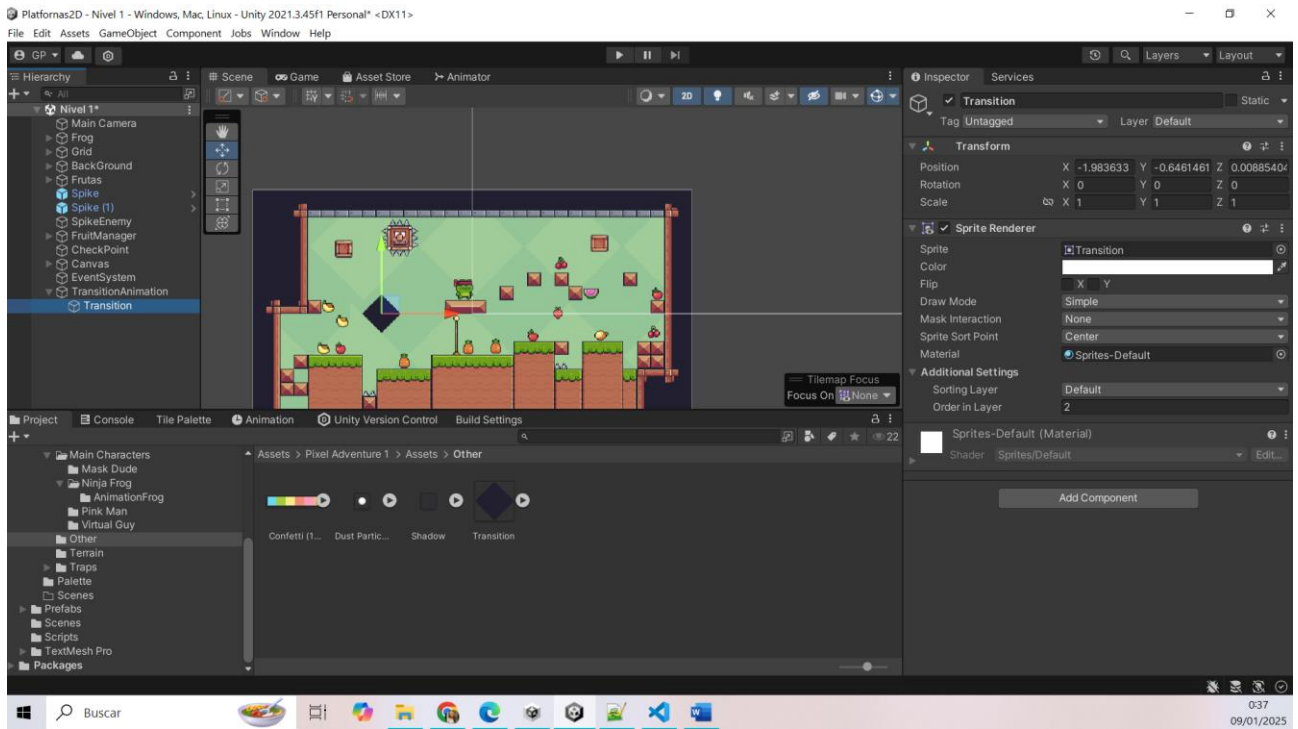 Platfornas2D - Nivel 1 - Windows, Mac, Linux - Unity 2021.3.45f1 Personal* <DX11>
File Edit Assets GameObject Component Jobs Window Help
GP
Layers Layout
Hierarchy
All
Nivel 1*
Main Camera
Frog
Grid
BackGround
Frutas
Spike
Spike (1)
SpikeEnemy
FruitManager
CheckPoint
Canvas
EventSystem
TransitionAnimation
Transition
Scene Game Asset Store Animator
2D
Tilemap Focus
Focus On None
Inspector Services
Transition Static
Tag Untagged Layer Default
Transform
Position X -1.983633 Y -0.6461461 Z 0.00885404
Rotation X 0 Y 0 Z 0
Scale X 1 Y 1 Z 1
Sprite Renderer
Sprite Transition
Color
Flip X Y
Draw Mode Simple
Mask Interaction None
Sprite Sort Point Center
Material Sprites-Default
Additional Settings
Sorting Layer Default
Order in Layer 2
Sprites-Default (Material)
Shader Sprites/Default Edit...
Add Component
Project Console Tile Palette Animation Unity Version Control Build Settings
22
Main Characters
Mask Dude
Ninja Frog
AnimationFrog
Pink Man
Virtual Guy
Other
Terrain
Traps
Palette
Scenes
Prefabs
Scenes
Scripts
TextMesh Pro
Packages
Assets > Pixel Adventure 1 > Assets > Other
Confetti (1... Dust Partic... Shadow Transition
Buscar
0:37
09/01/2025